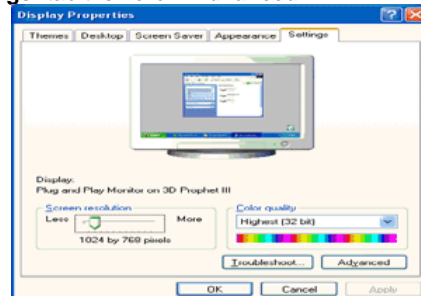 Display Properties
Themes Desktop Screen Saver Appearance Settings
Display:
Plug and Play Monitor on 3D Prophet III
Screen resolution
Less More
1024 by 768 pixels
Color quality
Highest (32 bit)
Troubleshoot... Advanced
OK Cancel Apply